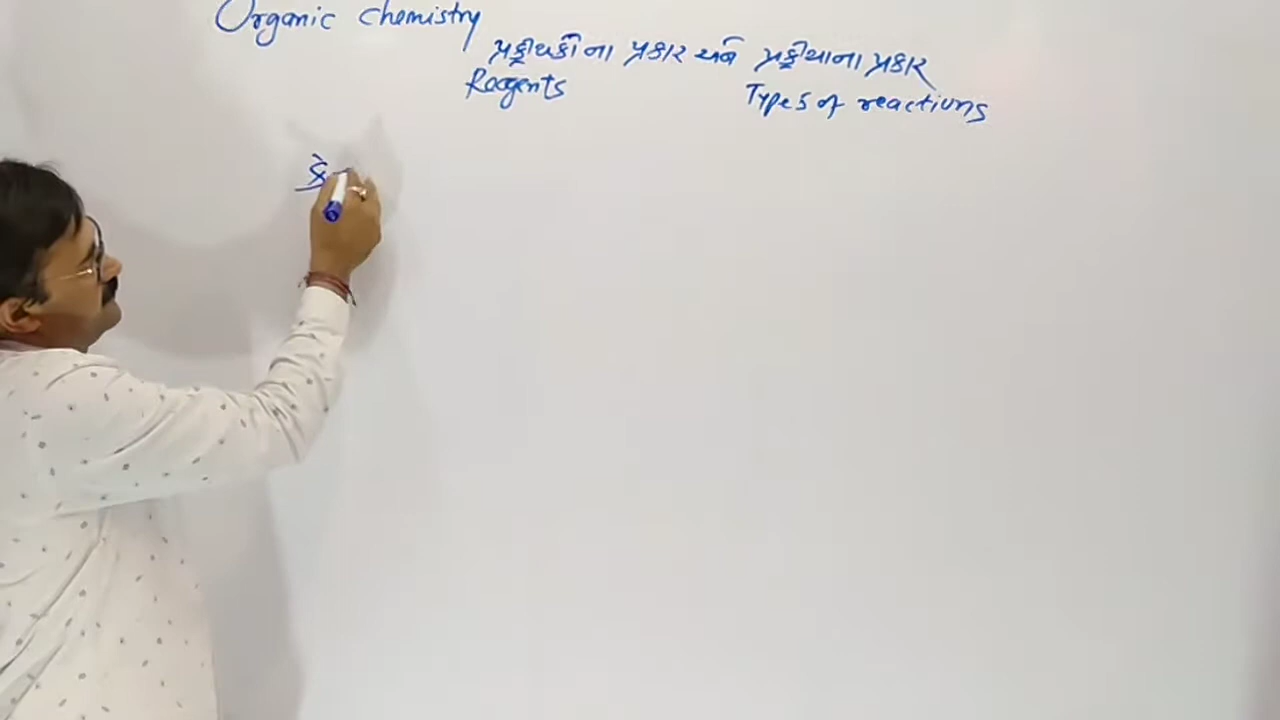 Organic chemistry
પ્રક્રીયકોના પ્રકાર અને પ્રક્રીયાના પ્રકાર
Reagents Types of reactions
કે